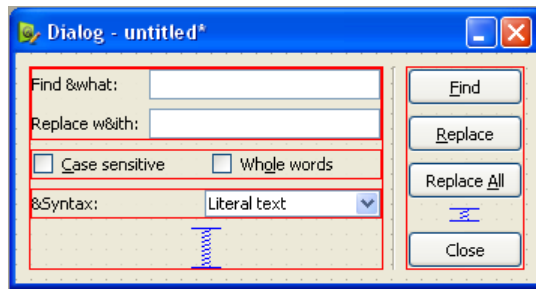 Dialog - untitled*
Find &what:
Replace w&ith:
Case sensitive Whole words
&Syntax: Literal text
Find
Replace
Replace All
Close